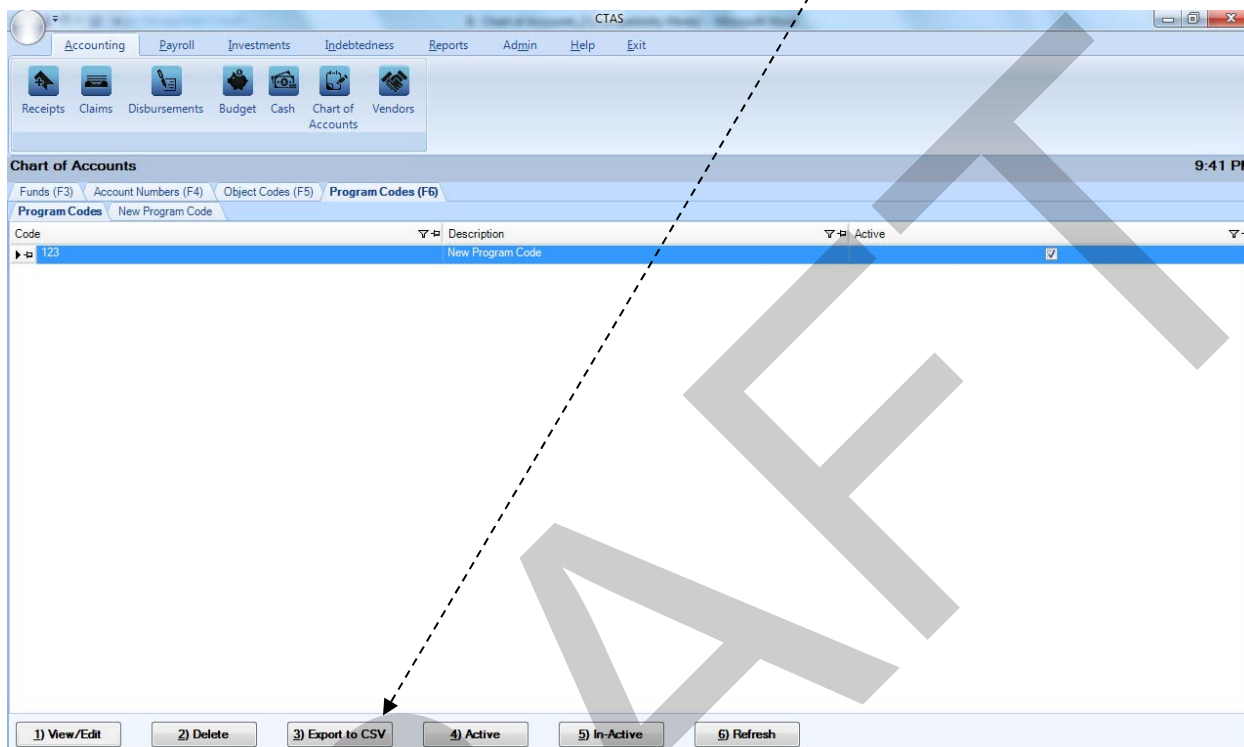 CTAS
Accounting Payroll Investments Indebtedness Reports Admin Help Exit
Receipts Claims Disbursements Budget Cash Chart of Accounts Vendors
Chart of Accounts 9:41 PM
Funds (F3) Account Numbers (F4) Object Codes (F5) Program Codes (F6)
Program Codes New Program Code
Code Description Active
123 New Program Code
1) View/Edit 2) Delete 3) Export to CSV 4) Active 5) In-Active 6) Refresh
DRAFT